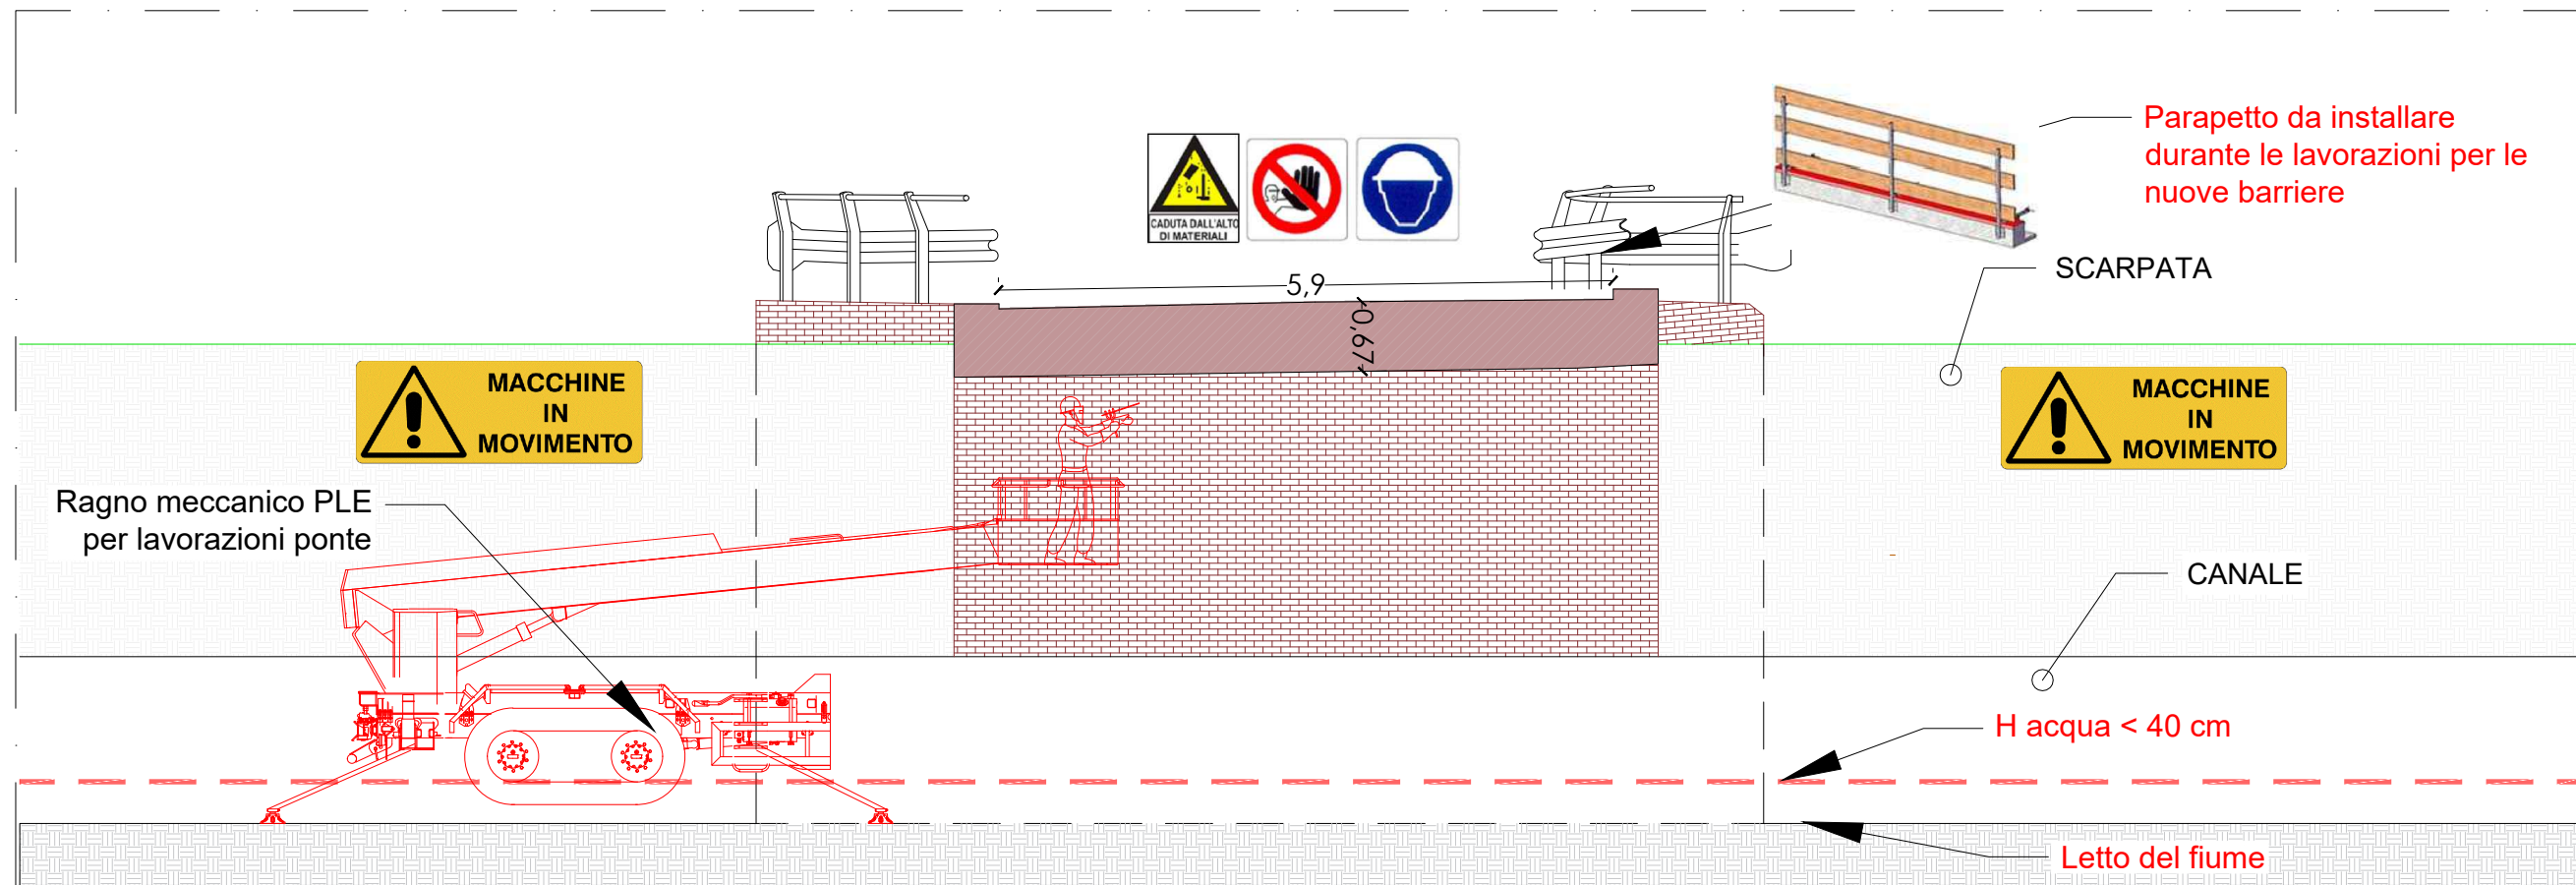 Parapetto da installare
durante le lavorazioni per le
nuove barriere
CADUTA DALL'ALTO
DI MATERIALI
SCARPATA
5,9
0,67
MACCHINE
IN
MOVIMENTO
MACCHINE
IN
MOVIMENTO
Ragno meccanico PLE
per lavorazioni ponte
CANALE
H acqua < 40 cm
Letto del fiume